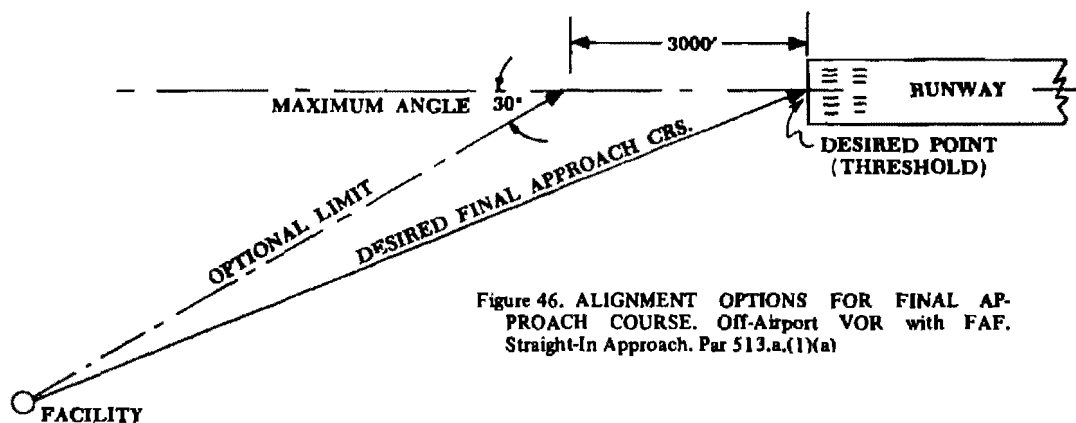 3000'
RUNWAY
MAXIMUM ANGLE 30°
DESIRED POINT
(THRESHOLD)
OPTIONAL LIMIT
DESIRED FINAL APPROACH CRS.
Figure 46. ALIGNMENT OPTIONS FOR FINAL AP-
PROACH COURSE. Off-Airport VOR with FAF.
Straight-In Approach. Par 513.a.(1)(a)
FACILITY